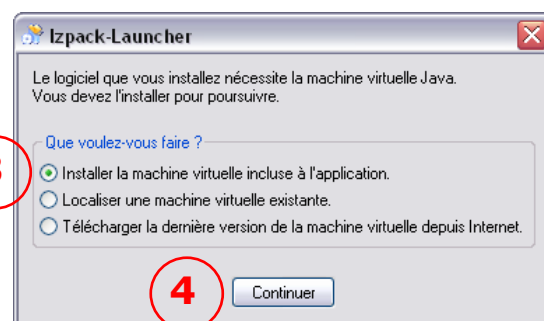 Izpack-Launcher
Le logiciel que vous installez nécessite la machine virtuelle Java.
Vous devez l'installer pour poursuivre.
Que voulez-vous faire ?
Installer la machine virtuelle incluse à l'application.
Localiser une machine virtuelle existante.
Télécharger la dernière version de la machine virtuelle depuis Internet.
4
Continuer